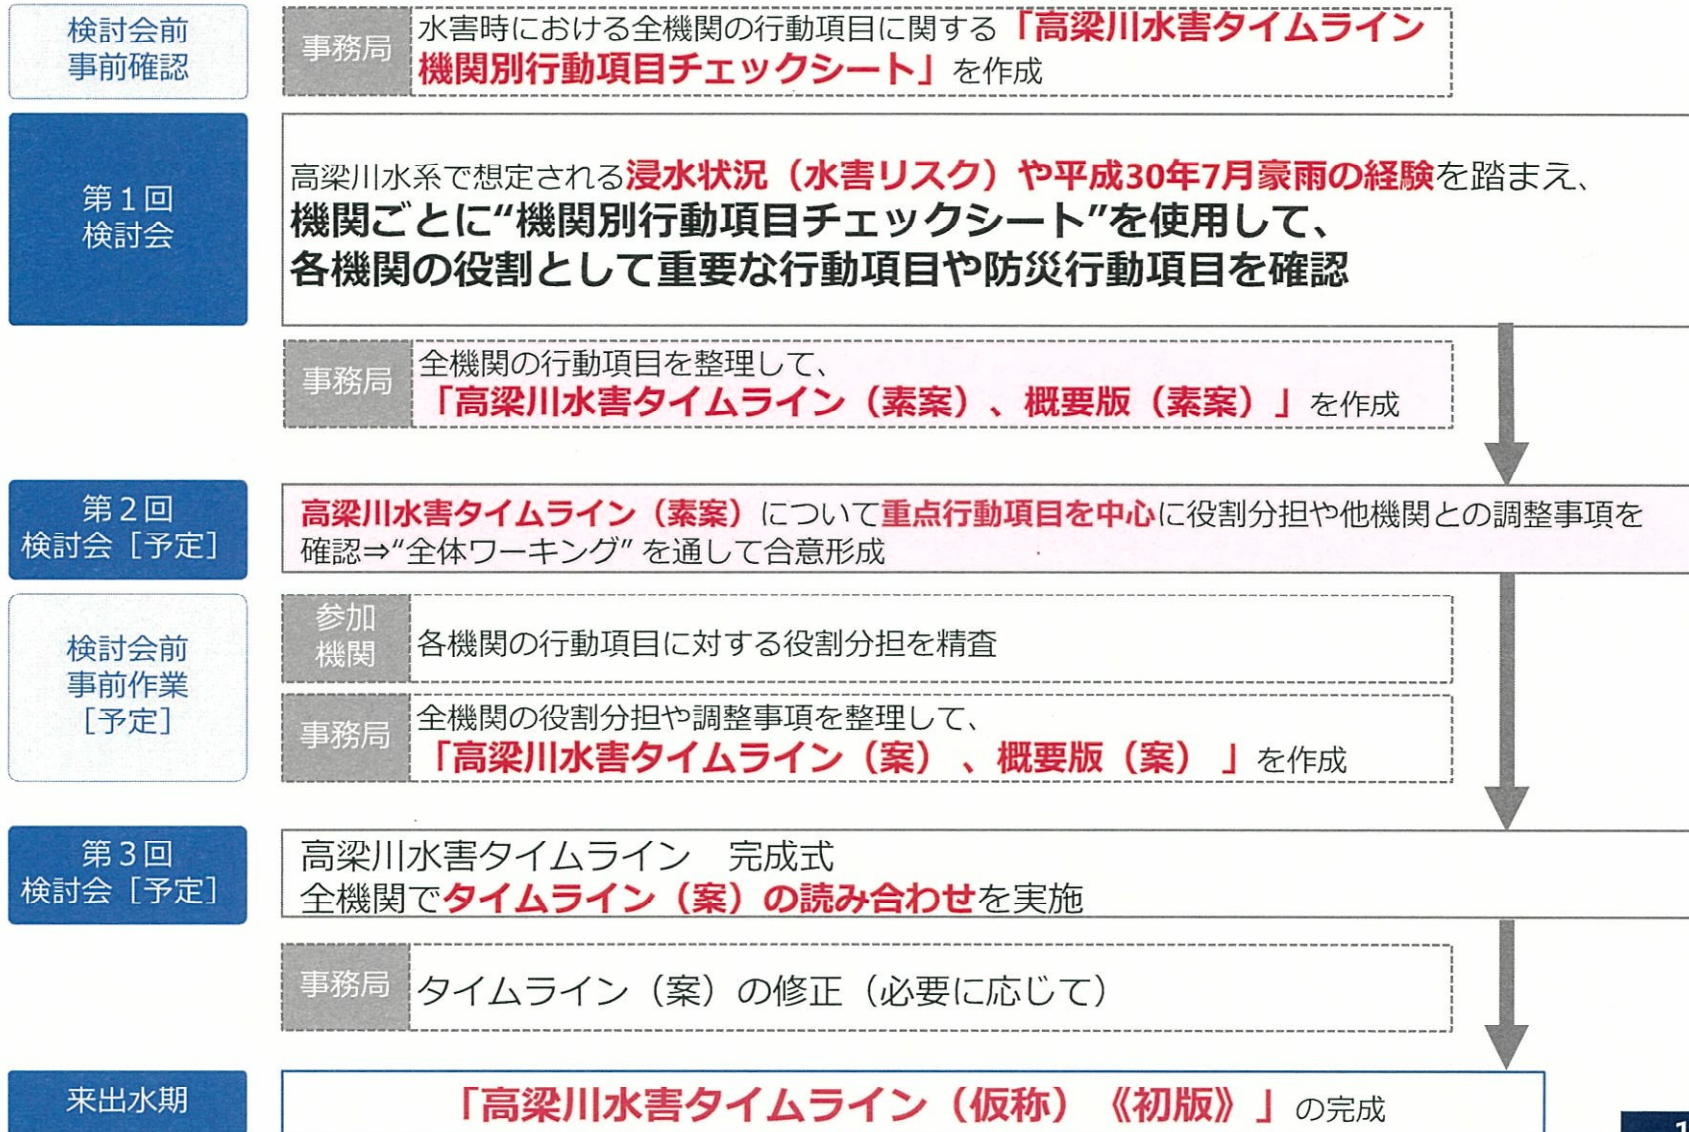 検討会前
事前確認
事務局
水害時における全機関の行動項目に関する「高梁川水害タイムライン
機関別行動項目チェックシート」を作成
第1回
検討会
高梁川水系で想定される浸水状況（水害リスク）や平成30年7月豪雨の経験を踏まえ、
機関ごとに“機関別行動項目チェックシート”を使用して、
各機関の役割として重要な行動項目や防災行動項目を確認
事務局
全機関の行動項目を整理して、
「高梁川水害タイムライン（素案）、概要版（素案）」を作成
第2回
検討会［予定］
高梁川水害タイムライン（素案）について重点行動項目を中心に役割分担や他機関との調整事項を
確認⇒“全体ワーキング” を通して合意形成
検討会前
事前作業
［予定］
参加
機関
各機関の行動項目に対する役割分担を精査
事務局
全機関の役割分担や調整事項を整理して、
「高梁川水害タイムライン（案）、概要版（案）」を作成
第3回
検討会［予定］
高梁川水害タイムライン　完成式
全機関でタイムライン（案）の読み合わせを実施
事務局
タイムライン（案）の修正（必要に応じて）
来出水期
「高梁川水害タイムライン（仮称）《初版》」の完成